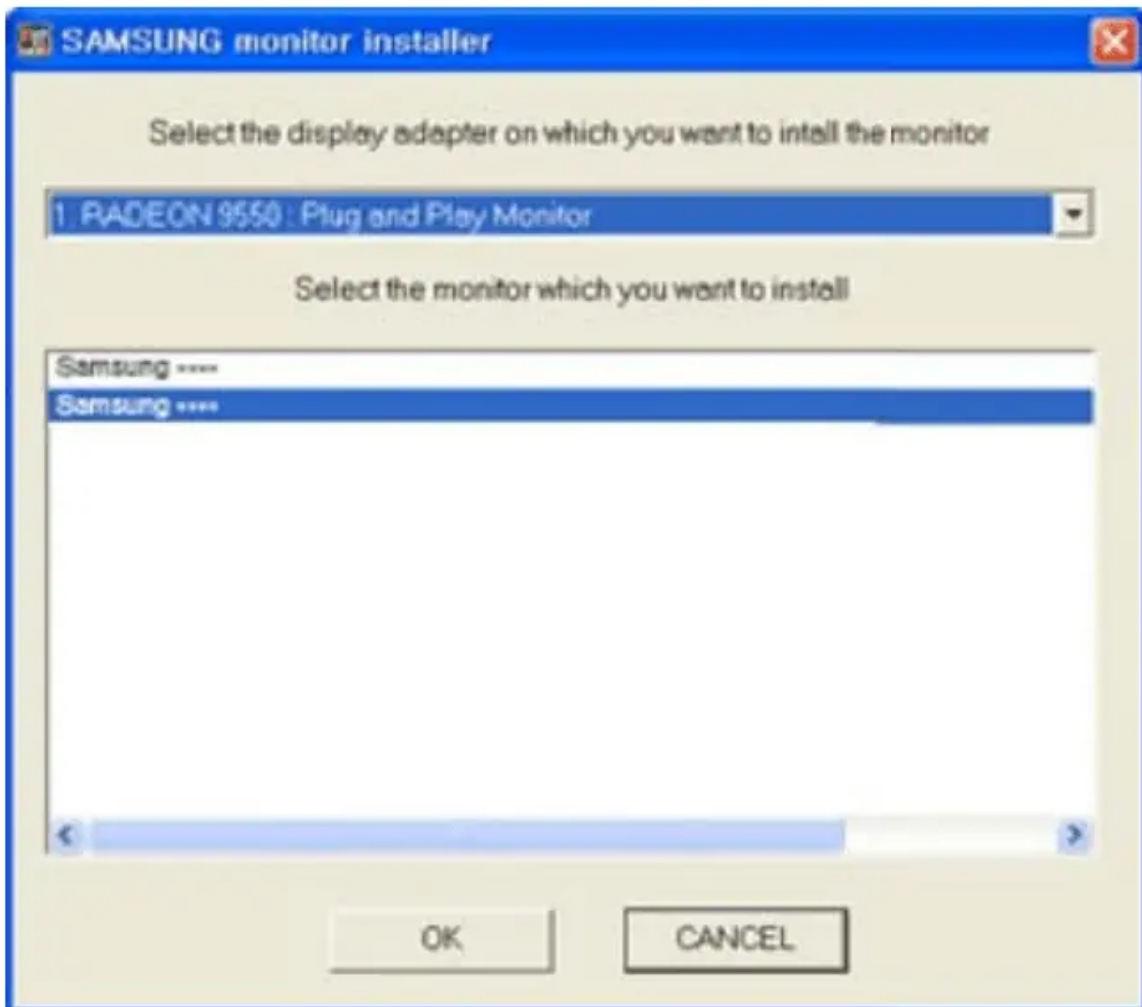 SAMSUNG monitor installer
Select the display adapter on which you want to intall the monitor
1. RADEON 9550 : Plug and Play Monitor
Select the monitor which you want to install
Samsung ----
Samsung ----
OK
CANCEL